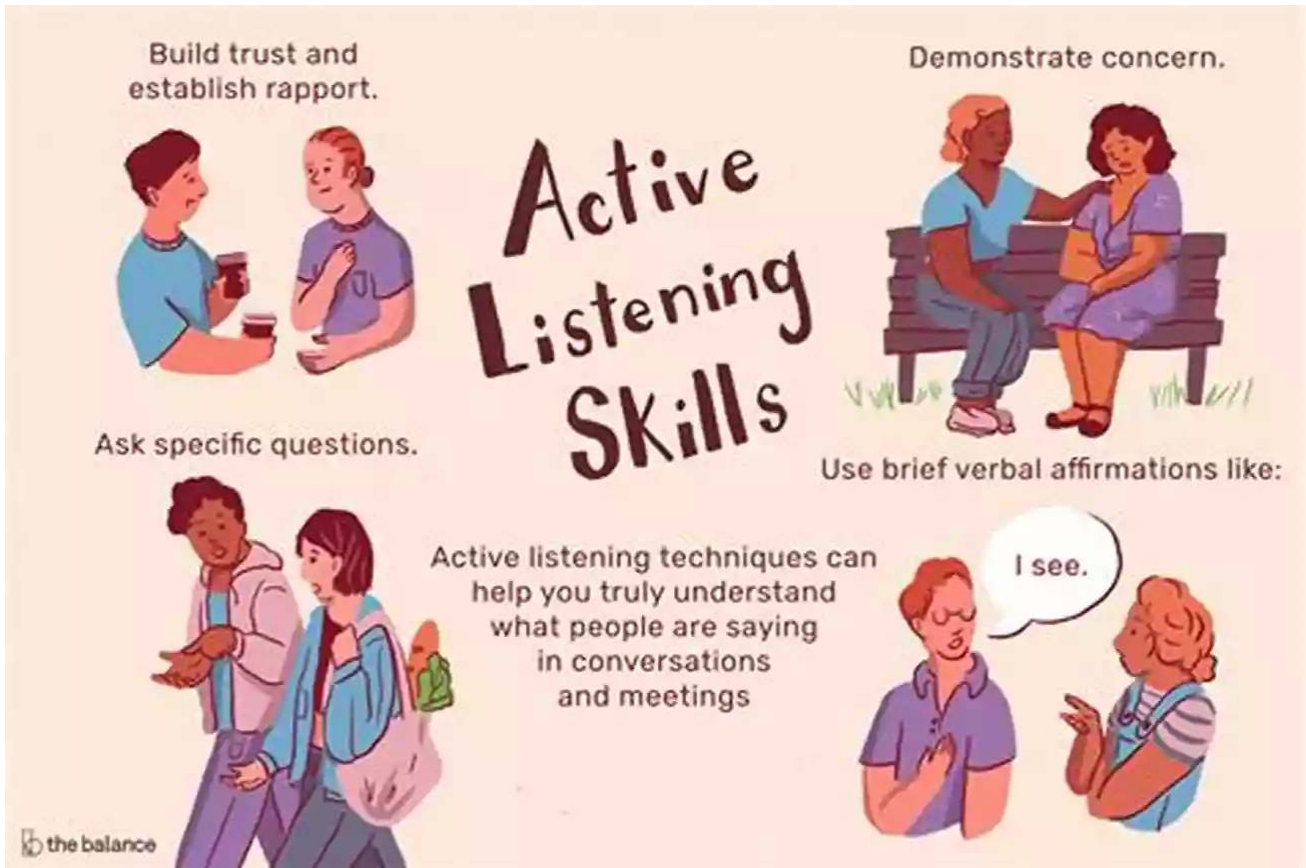 Build trust and
establish rapport.
Demonstrate concern.
Active
Listening
Skills
Ask specific questions.
Use brief verbal affirmations like:
I see.
Active listening techniques can
help you truly understand
what people are saying
in conversations
and meetings
the balance